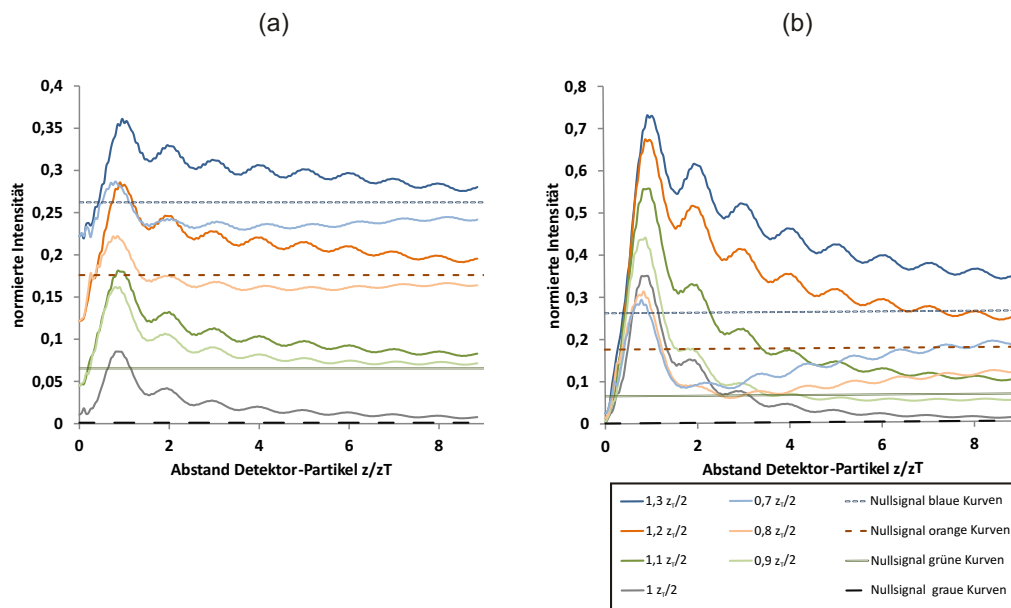 (a)
(b)
normierte Intensität
0,4
0,35
0,3
0,25
0,2
0,15
0,1
0,05
0
0
2
4
6
8
Abstand Detektor-Partikel z/zT
normierte Intensität
0,8
0,7
0,6
0,5
0,4
0,3
0,2
0,1
0
0
2
4
6
8
Abstand Detektor-Partikel z/zT
1,3 zT/2
0,7 zT/2
Nullsignal blaue Kurven
1,2 zT/2
0,8 zT/2
Nullsignal orange Kurven
1,1 zT/2
0,9 zT/2
Nullsignal grüne Kurven
1 zT/2
Nullsignal graue Kurven